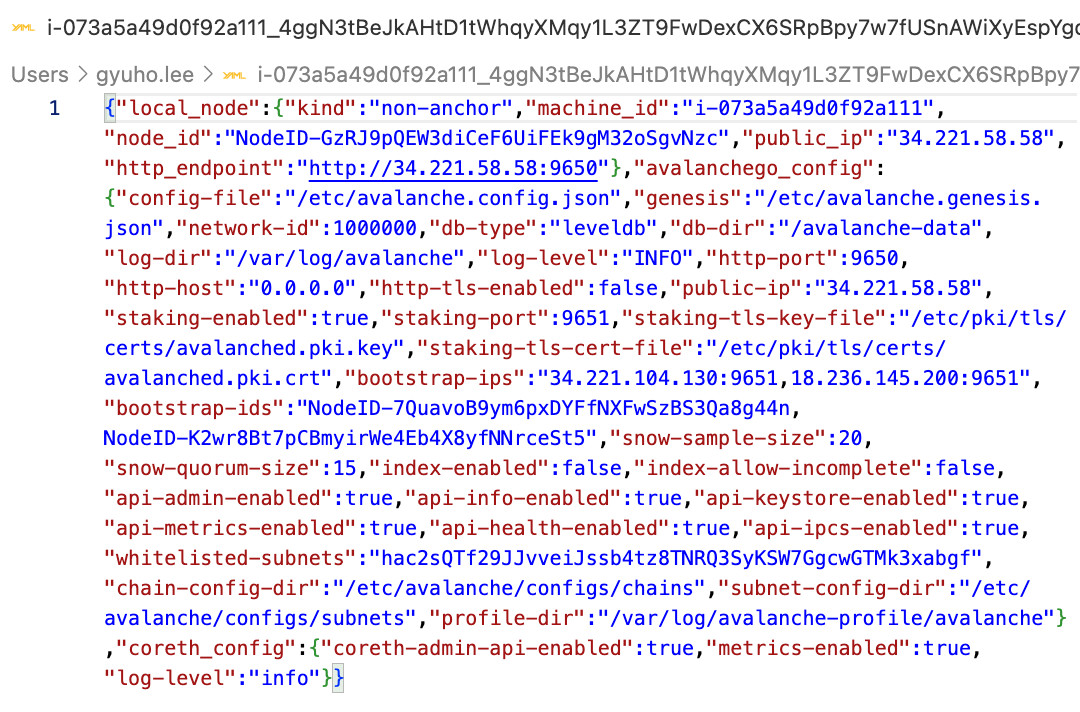 YAML i-073a5a49d0f92a111_4ggN3tBeJkAHtD1tWhqyXMqy1L3ZT9FwDexCX6SRpBpy7w7fUSnAWiXyEspYgc
Users > gyuho.lee > YAML i-073a5a49d0f92a111_4ggN3tBeJkAHtD1tWhqyXMqy1L3ZT9FwDexCX6SRpBpy7
1 {"local_node":{"kind":"non-anchor","machine_id":"i-073a5a49d0f92a111",
"node_id":"NodeID-GzRJ9pQEW3diCeF6UiFEk9gM32oSgvNzc","public_ip":"34.221.58.58",
"http_endpoint":"http://34.221.58.58:9650"},"avalanchego_config":
{"config-file":"/etc/avalanche.config.json","genesis":"/etc/avalanche.genesis.
json","network-id":1000000,"db-type":"leveldb","db-dir":"/avalanche-data",
"log-dir":"/var/log/avalanche","log-level":"INFO","http-port":9650,
"http-host":"0.0.0.0","http-tls-enabled":false,"public-ip":"34.221.58.58",
"staking-enabled":true,"staking-port":9651,"staking-tls-key-file":"/etc/pki/tls/
certs/avalanched.pki.key","staking-tls-cert-file":"/etc/pki/tls/certs/
avalanched.pki.crt","bootstrap-ips":"34.221.104.130:9651,18.236.145.200:9651",
"bootstrap-ids":"NodeID-7QuavoB9ym6pxDYFfNXFwSzBS3Qa8g44n,
NodeID-K2wr8Bt7pCBmyirWe4Eb4X8yfNNrceSt5","snow-sample-size":20,
"snow-quorum-size":15,"index-enabled":false,"index-allow-incomplete":false,
"api-admin-enabled":true,"api-info-enabled":true,"api-keystore-enabled":true,
"api-metrics-enabled":true,"api-health-enabled":true,"api-ipcs-enabled":true,
"whitelisted-subnets":"hac2sQTf29JJvveiJssb4tz8TNRQ3SyKSW7GgcwGTMk3xabgf",
"chain-config-dir":"/etc/avalanche/configs/chains","subnet-config-dir":"/etc/
avalanche/configs/subnets","profile-dir":"/var/log/avalanche-profile/avalanche"}
,"coreth_config":{"coreth-admin-api-enabled":true,"metrics-enabled":true,
"log-level":"info"}}